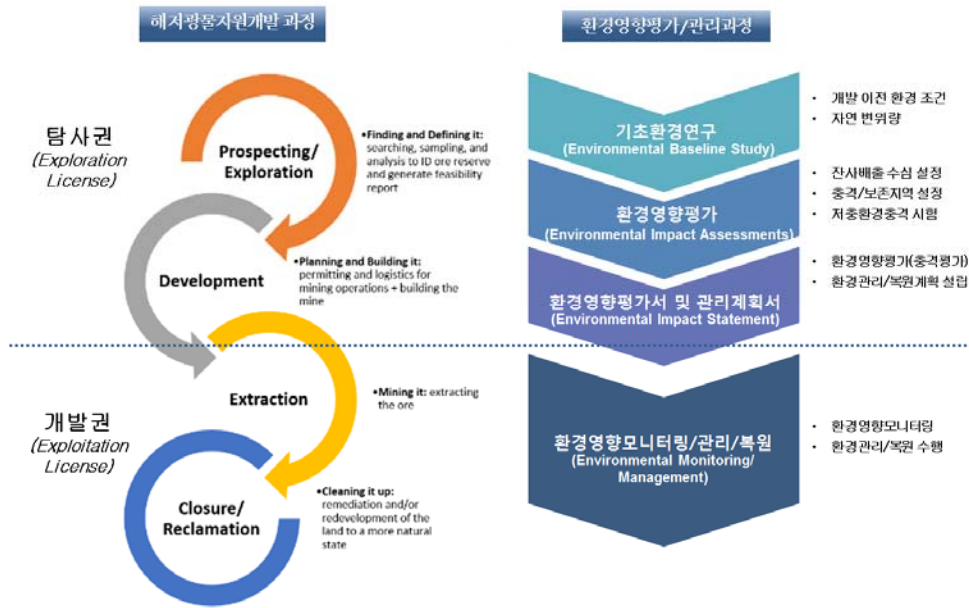 해저광물자원개발 과정
환경영향평가/관리과정
탐사권
(Exploration
License)
Prospecting/
Exploration
•Finding and Defining it:
searching, sampling, and
analysis to ID ore reserve
and generate feasibility
report
Development
•Planning and Building it:
permitting and logistics for
mining operations + building the
mine
기초환경연구
(Environmental Baseline Study)
• 개발 이전 환경 조건
• 자연 변위량
환경영향평가
(Environmental Impact Assessments)
• 잔사배출 수심 설정
• 충격/보존지역 설정
• 저층환경충격 시험
환경영향평가서 및 관리계획서
(Environmental Impact Statement)
• 환경영향평가(충격평가)
• 환경관리/복원계획 설립
개발권
(Exploitation
License)
Extraction
•Mining it: extracting
the ore
Closure/
Reclamation
•Cleaning it up:
remediation and/or
redevelopment of the
land to a more natural
state
환경영향모니터링/관리/복원
(Environmental Monitoring/
Management)
• 환경영향모니터링
• 환경관리/복원 수행